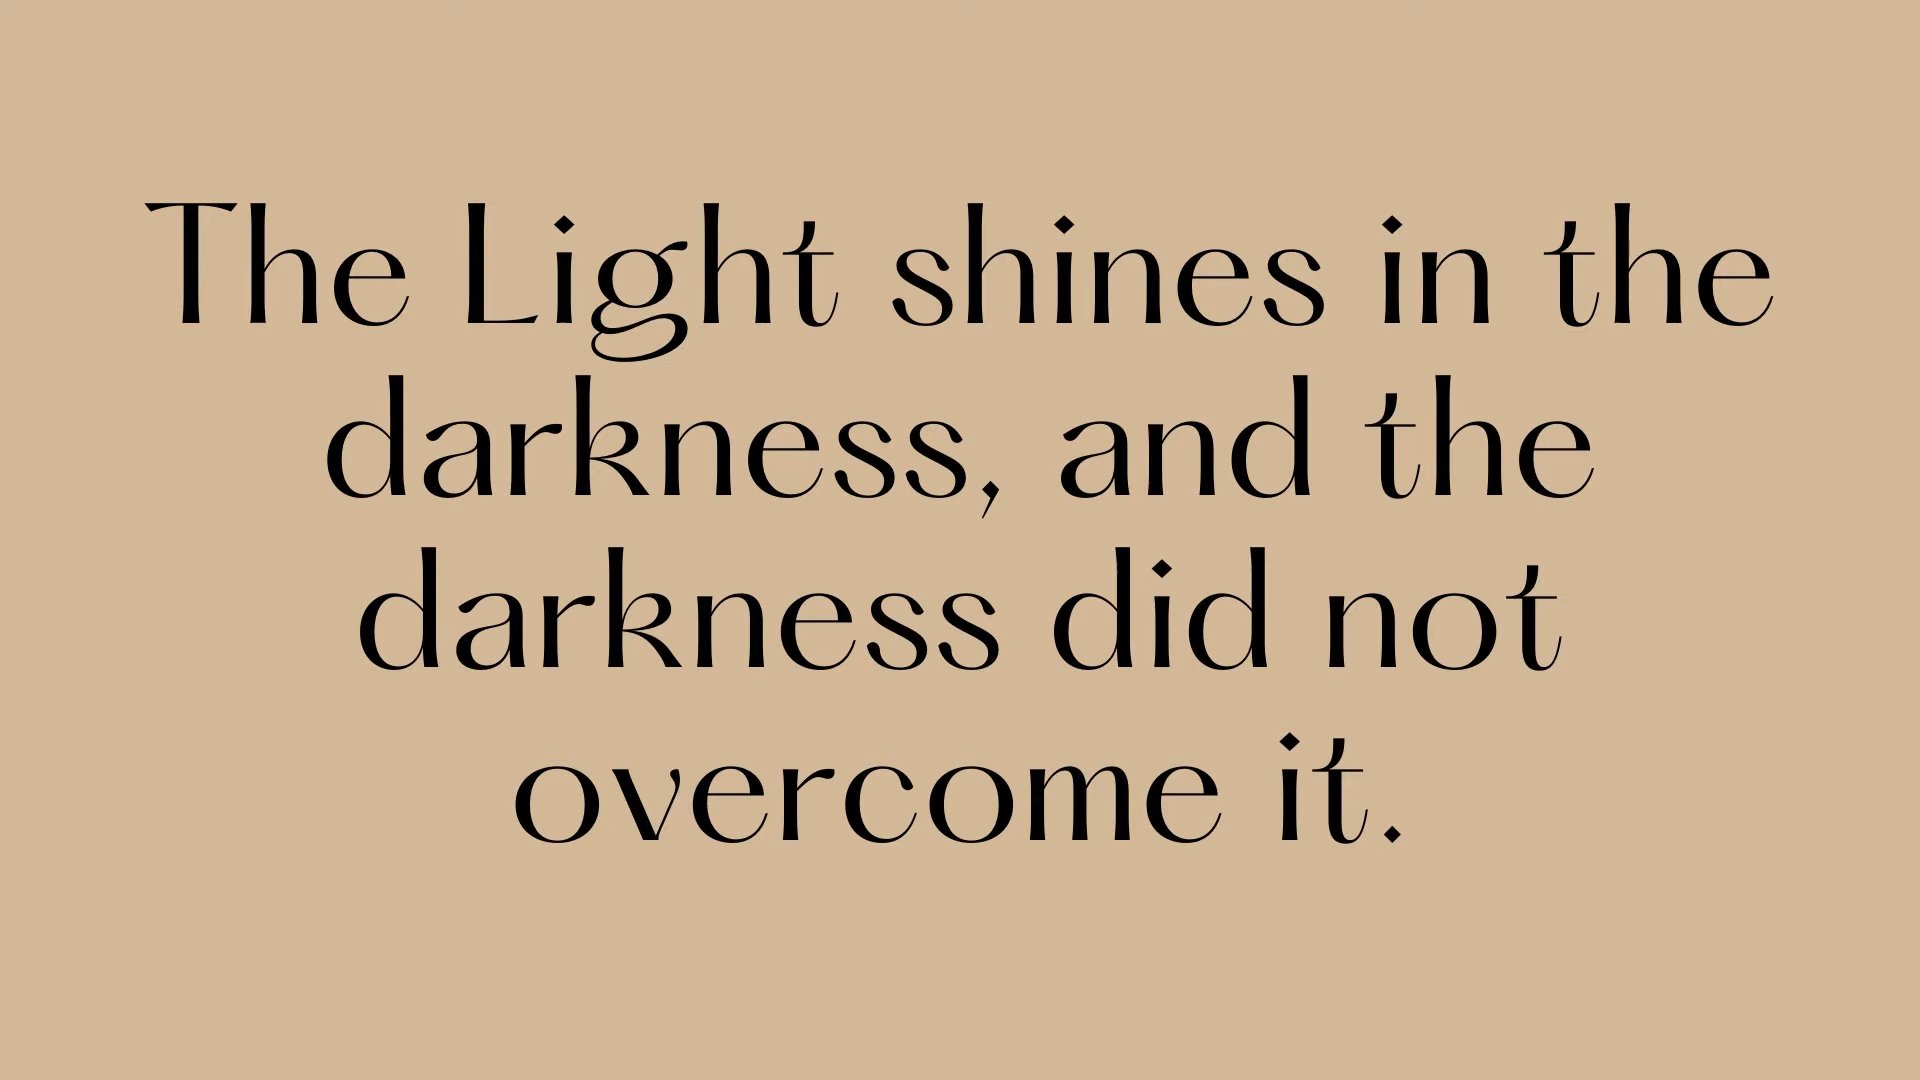 The Light shines in the
darkness, and the
darkness did not
overcome it.